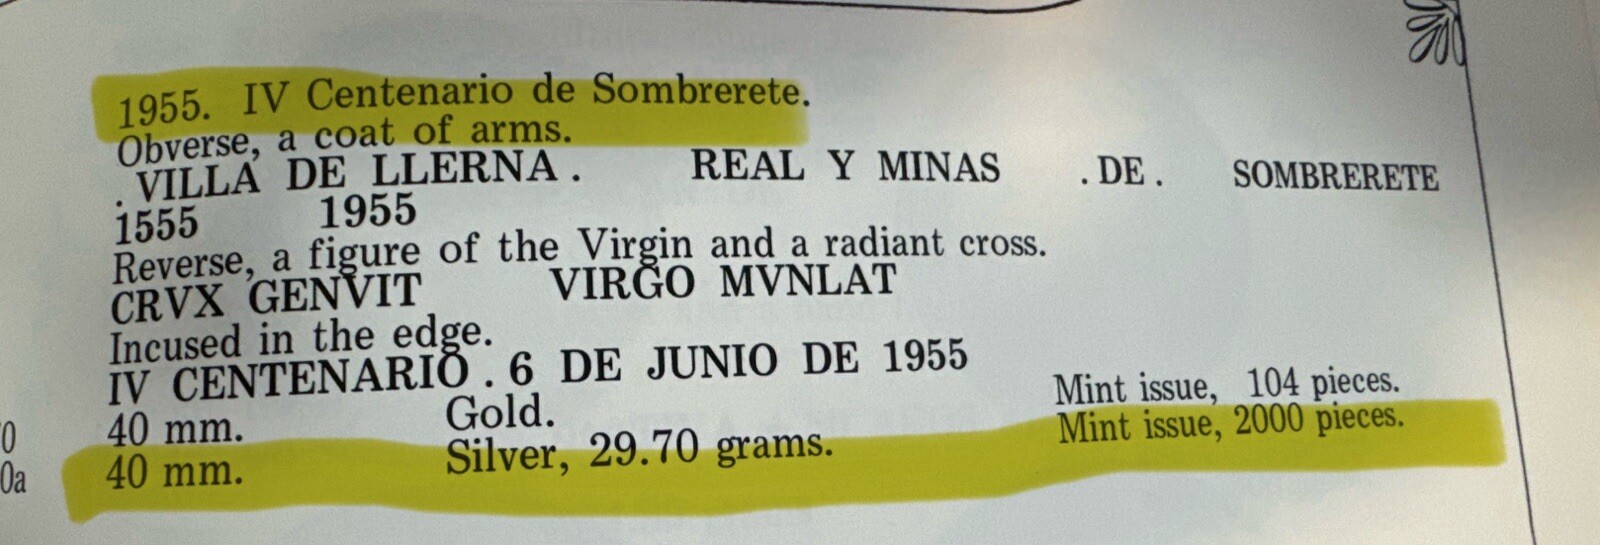 1955. IV Centenario de Sombrerete.
Obverse, a coat of arms.
. VILLA DE LLERNA . REAL Y MINAS . DE . SOMBRERETE
1555 1955
Reverse, a figure of the Virgin and a radiant cross.
CRVX GENVIT VIRGO MVNLAT
Incused in the edge.
IV CENTENARIO . 6 DE JUNIO DE 1955
0 40 mm. Gold. Mint issue, 104 pieces.
0a 40 mm. Silver, 29.70 grams. Mint issue, 2000 pieces.